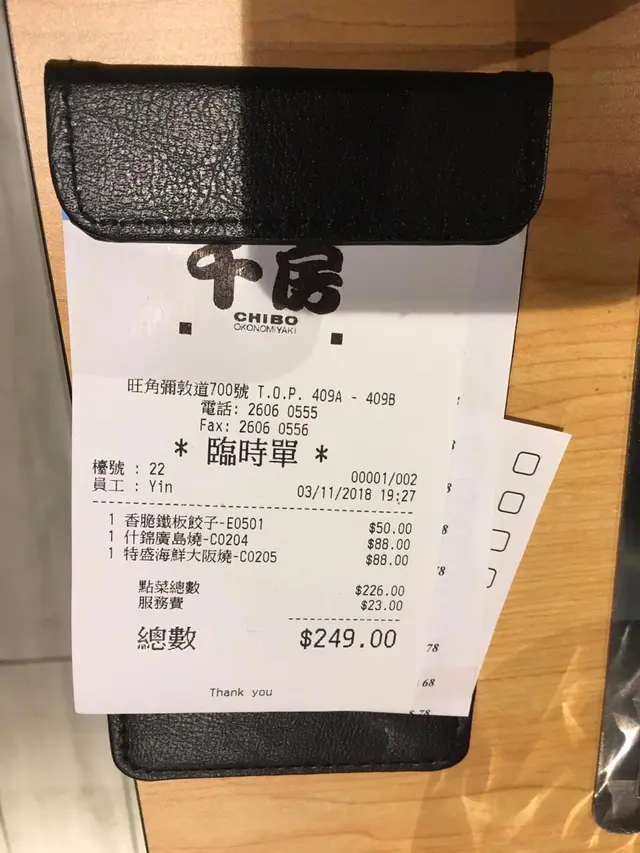 千居
CHIBO
OKONOMIYAKI
旺角彌敦道700號 T.O.P. 409A - 409B
電話: 2606 0555
Fax: 2606 0556
* 臨時單 *
檯號 : 22 00001/002
員工 : Yin 03/11/2018 19:27
1 香脆鐵板餃子-E0501 $50.00
1 什錦廣島燒-C0204 $88.00
1 特盛海鮮大阪燒-C0205 $88.00
點菜總數 $226.00
服務費 $23.00
總數 $249.00
Thank you
78
68
$ 78